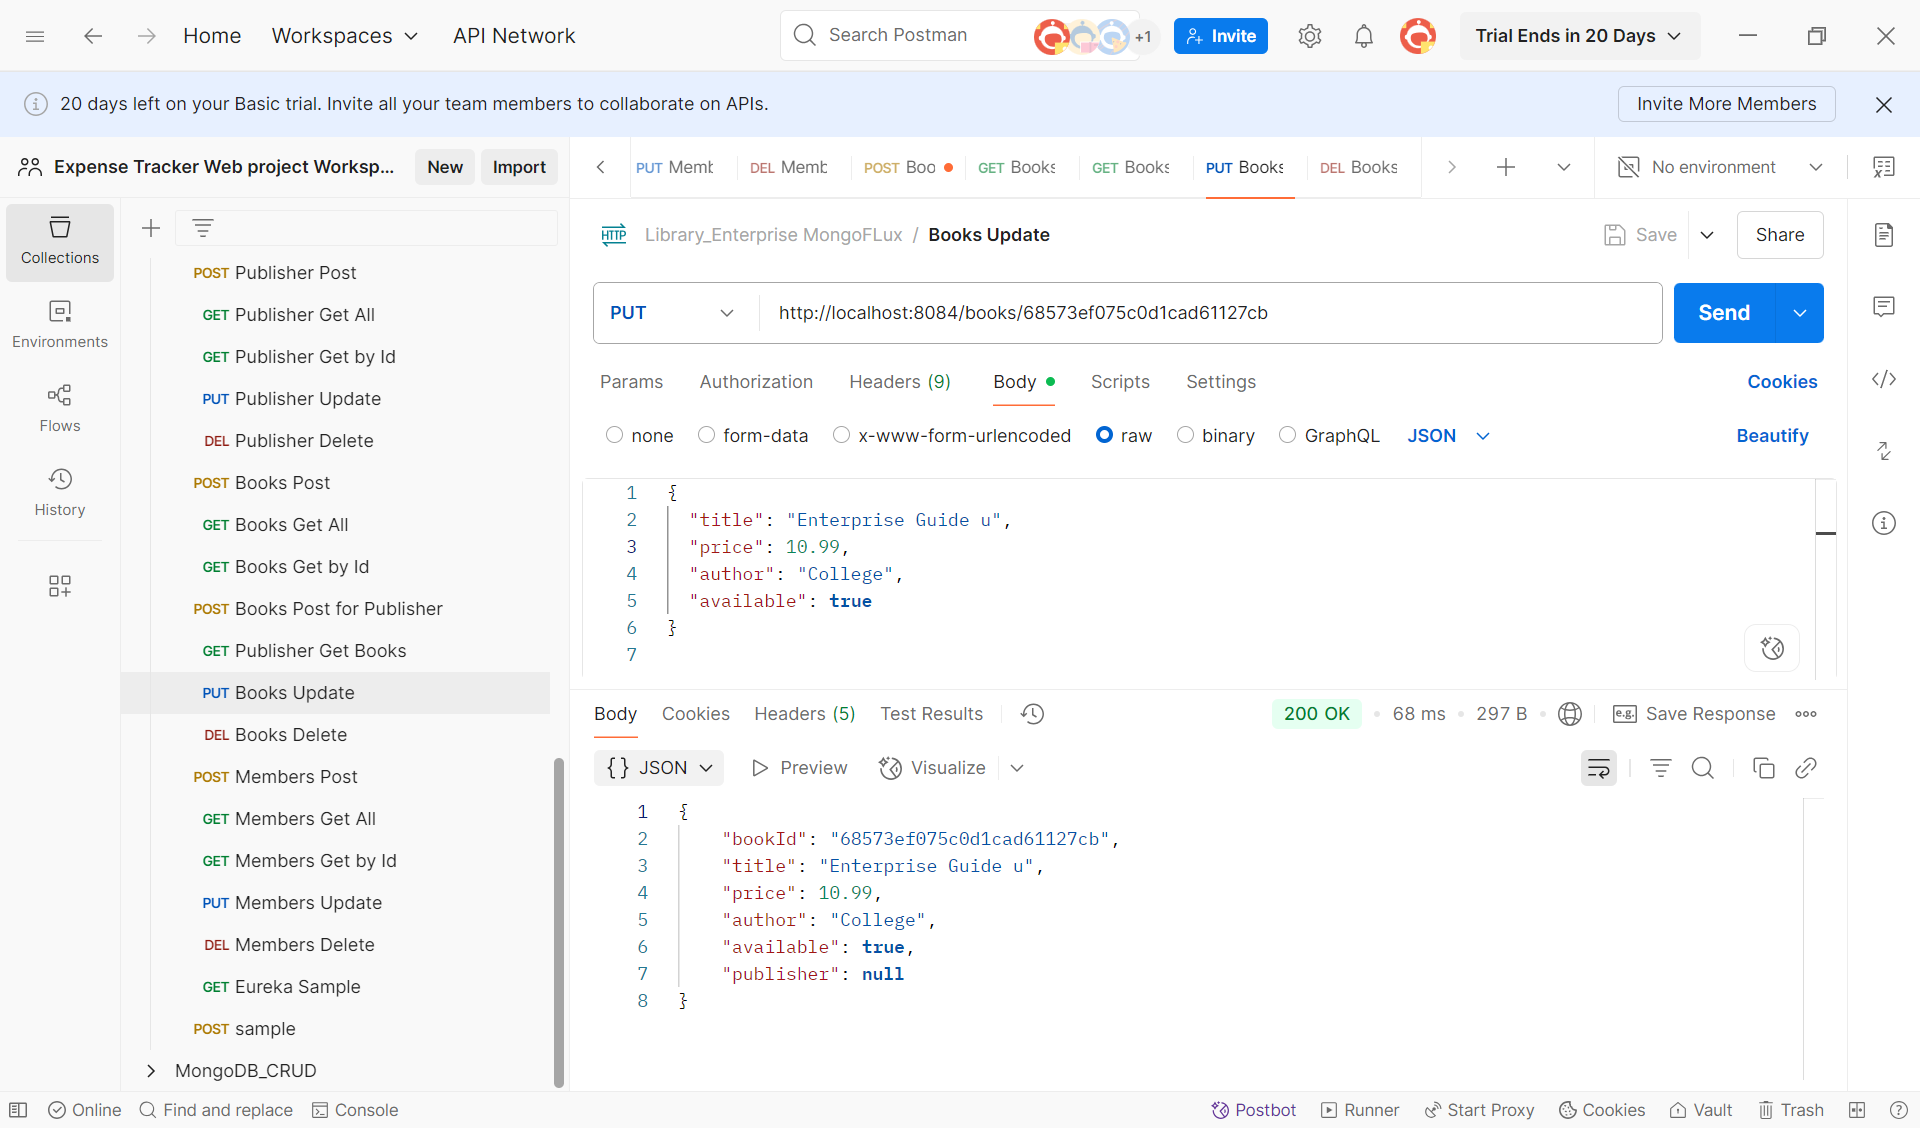 Home Workspaces API Network Search Postman +1 Invite Trial Ends in 20 Days
20 days left on your Basic trial. Invite all your team members to collaborate on APIs. Invite More Members
Expense Tracker Web project Worksp... New Import
PUT Memb DEL Memb POST Boo GET Books GET Books PUT Books DEL Books No environment
Collections
Environments
Flows
History
POST Publisher Post
GET Publisher Get All
GET Publisher Get by Id
PUT Publisher Update
DEL Publisher Delete
POST Books Post
GET Books Get All
GET Books Get by Id
POST Books Post for Publisher
GET Publisher Get Books
PUT Books Update
DEL Books Delete
POST Members Post
GET Members Get All
GET Members Get by Id
PUT Members Update
DEL Members Delete
GET Eureka Sample
POST sample
MongoDB_CRUD
HTTP Library_Enterprise MongoFLux / Books Update Save Share
PUT http://localhost:8084/books/68573ef075c0d1cad61127cb Send
Params Authorization Headers (9) Body Scripts Settings Cookies
none form-data x-www-form-urlencoded raw binary GraphQL JSON Beautify
1 {
2 "title": "Enterprise Guide u",
3 "price": 10.99,
4 "author": "College",
5 "available": true
6 }
7
Body Cookies Headers (5) Test Results 200 OK • 68 ms • 297 B • e.g. Save Response
{} JSON Preview Visualize
1 {
2 "bookId": "68573ef075c0d1cad61127cb",
3 "title": "Enterprise Guide u",
4 "price": 10.99,
5 "author": "College",
6 "available": true,
7 "publisher": null
8 }
Online Find and replace Console Postbot Runner Start Proxy Cookies Vault Trash